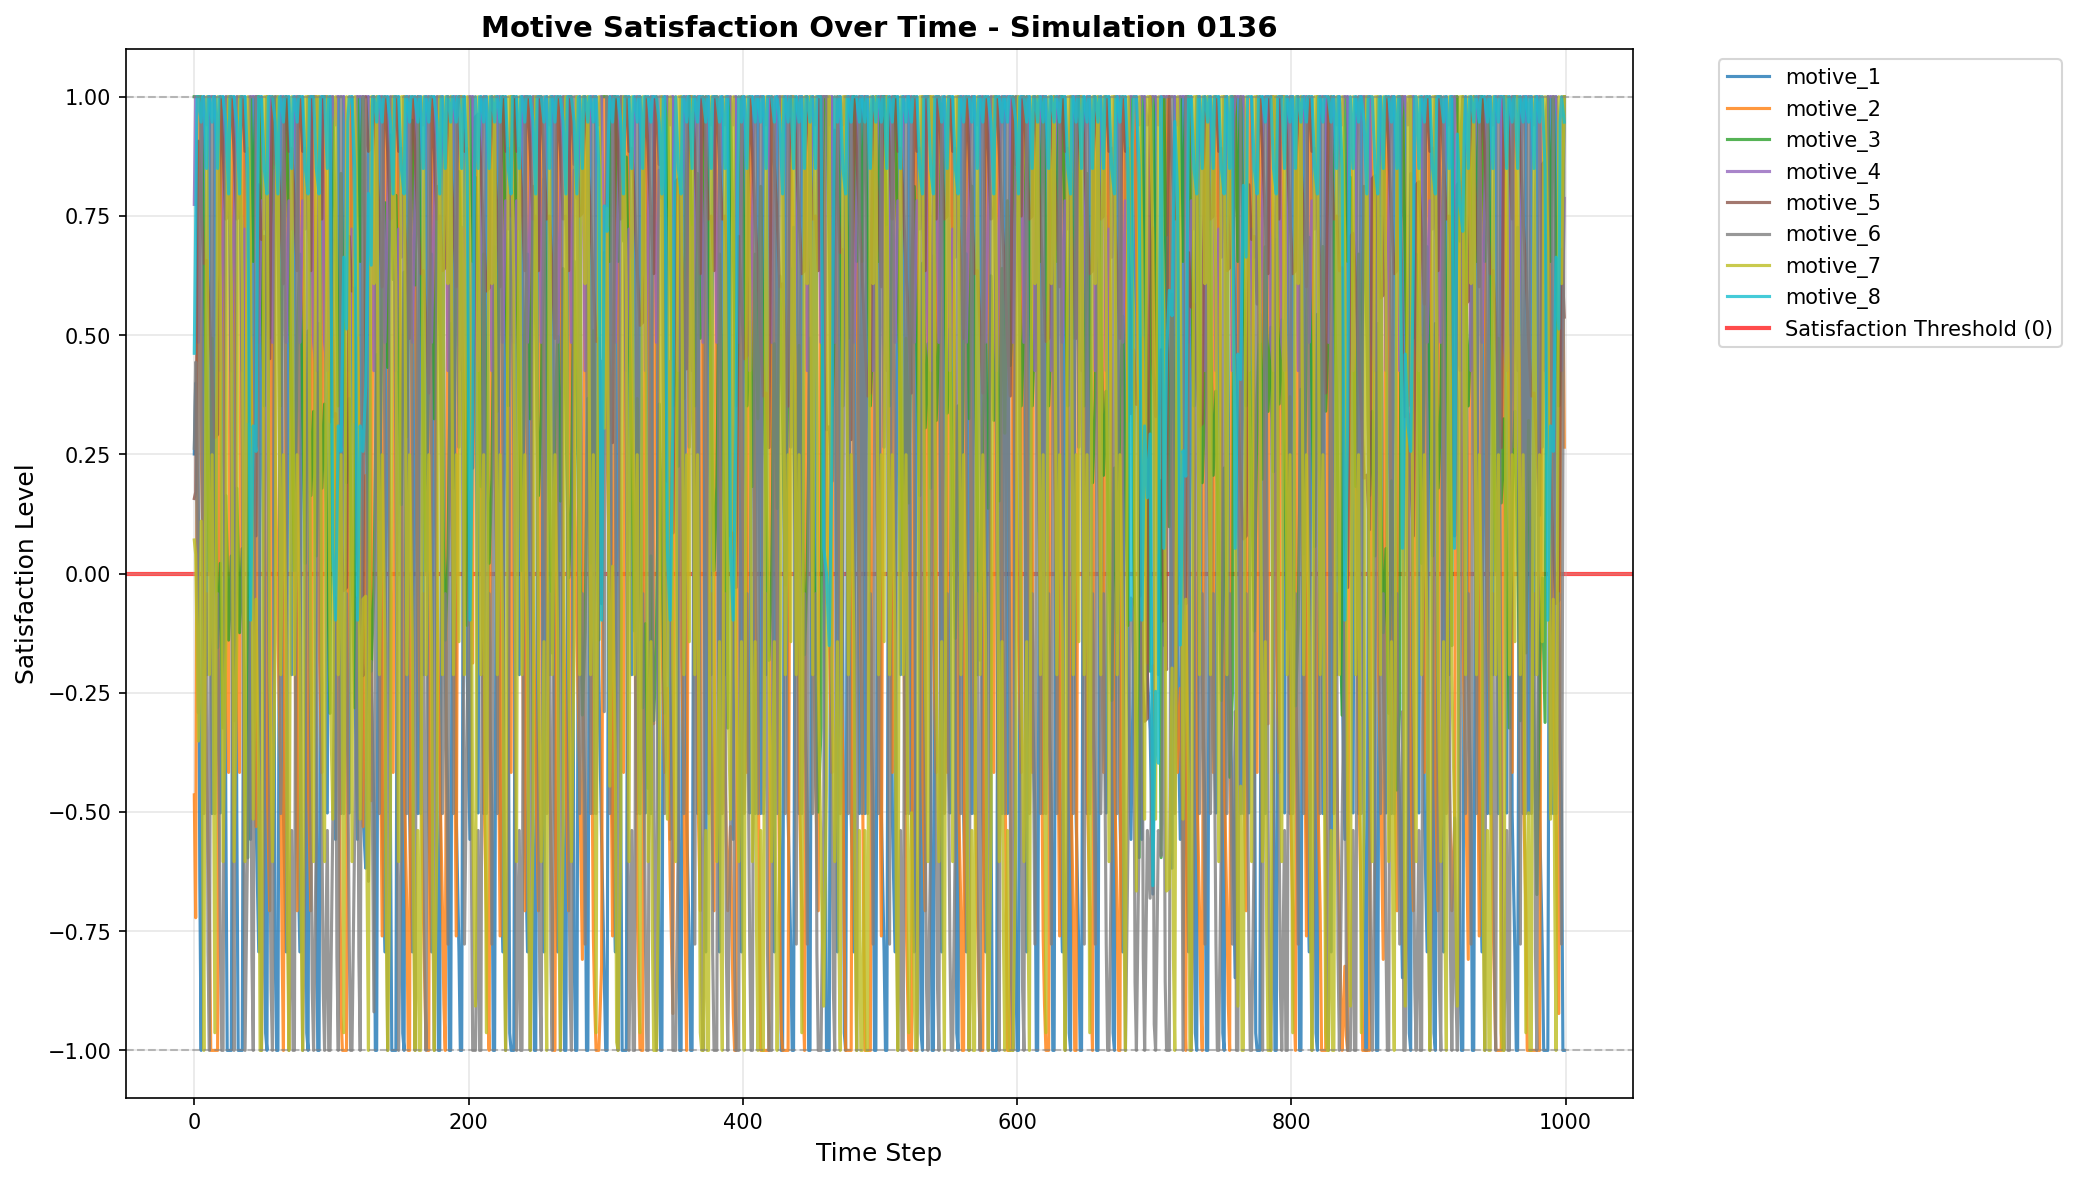 Motive Satisfaction Over Time - Simulation 0136
1.00
0.75
0.50
0.25
0.00
−0.25
−0.50
−0.75
−1.00
Satisfaction Level
0 200 400 600 800 1000
Time Step
motive_1
motive_2
motive_3
motive_4
motive_5
motive_6
motive_7
motive_8
Satisfaction Threshold (0)